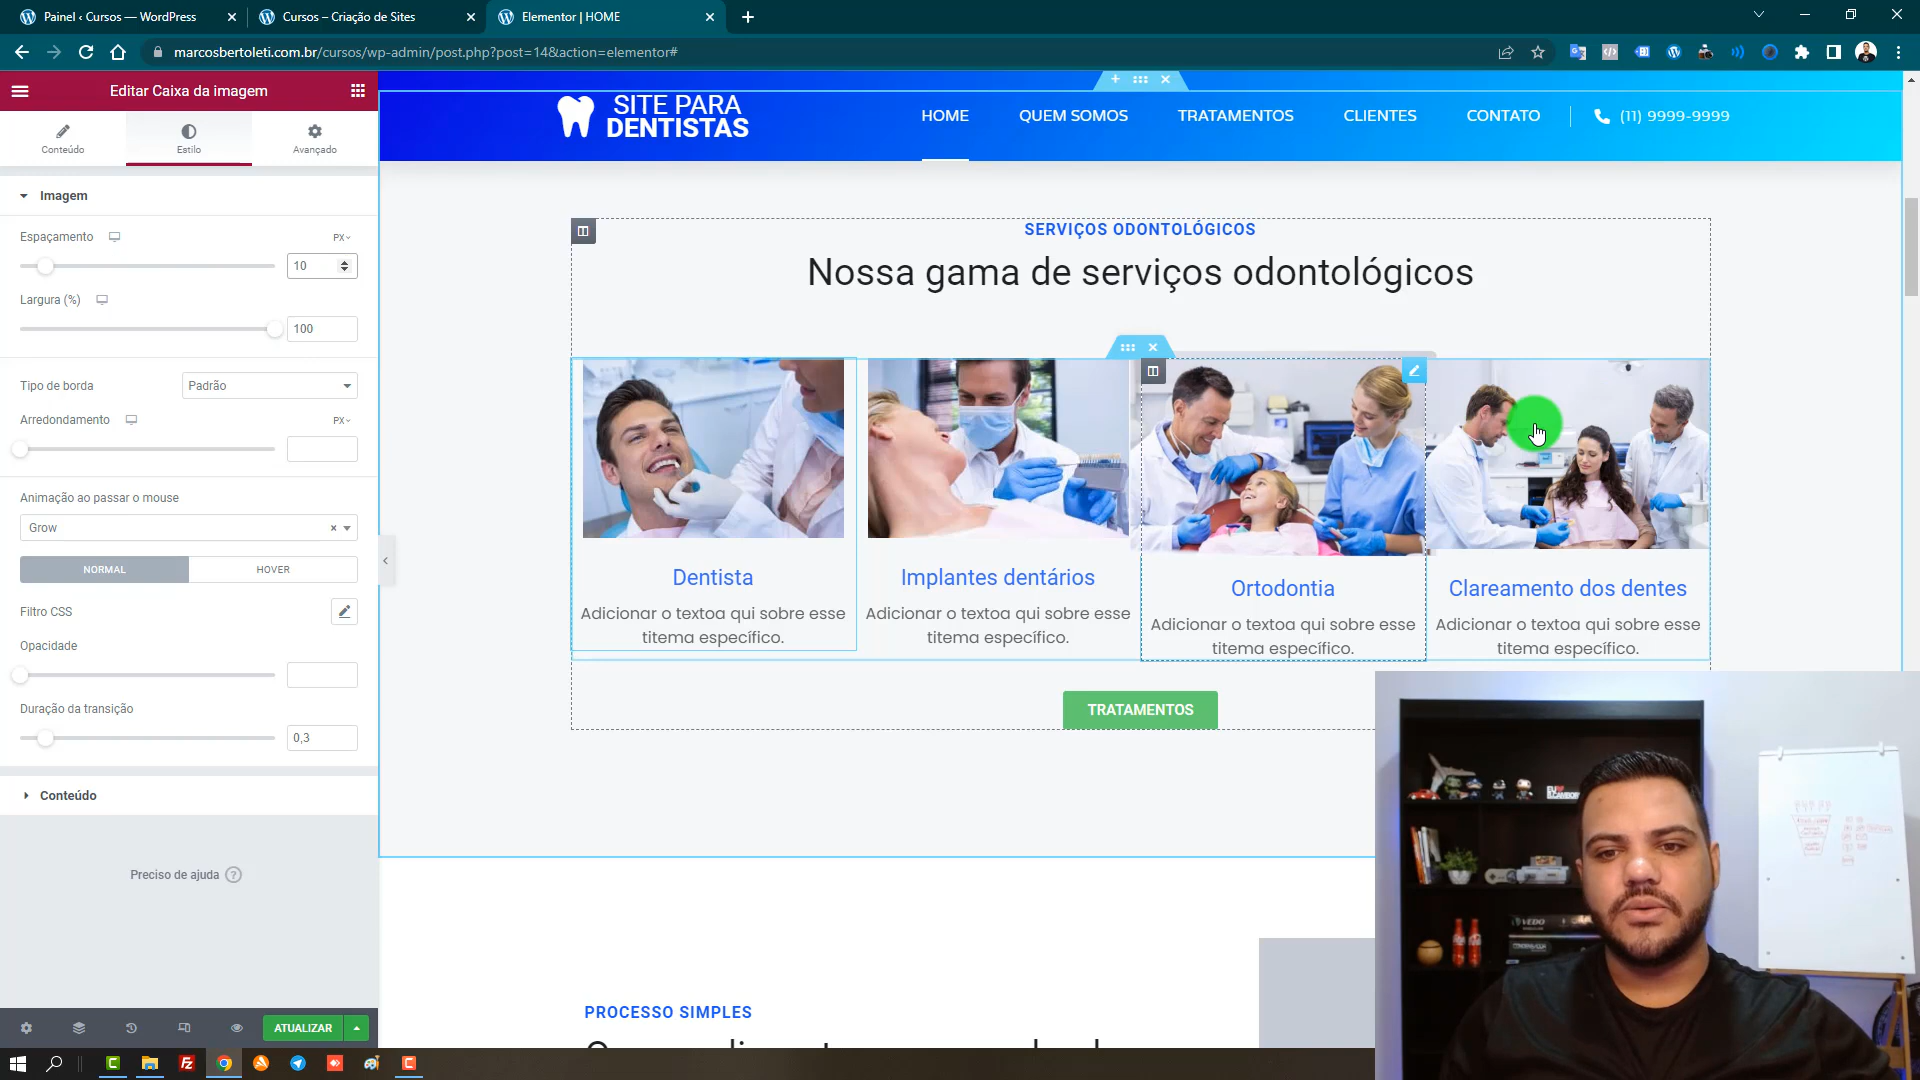 Painel ‹ Cursos — WordPress
Cursos – Criação de Sites
Elementor | HOME
marcosbertoleti.com.br/cursos/wp-admin/post.php?post=14&action=elementor#
Editar Caixa da imagem
Conteúdo
Estilo
Avançado
Imagem
Espaçamento
PX
10
Largura (%)
100
Tipo de borda
Padrão
Arredondamento
PX
Animação ao passar o mouse
Grow
NORMAL
HOVER
Filtro CSS
Opacidade
Duração da transição
0,3
Conteúdo
Preciso de ajuda
ATUALIZAR
SITE PARA
DENTISTAS
HOME
QUEM SOMOS
TRATAMENTOS
CLIENTES
CONTATO
(11) 9999-9999
SERVIÇOS ODONTOLÓGICOS
Nossa gama de serviços odontológicos
Dentista
Adicionar o textoa qui sobre esse
titema específico.
Implantes dentários
Adicionar o textoa qui sobre esse
titema específico.
Ortodontia
Adicionar o textoa qui sobre esse
titema específico.
Clareamento dos dentes
Adicionar o textoa qui sobre esse
titema específico.
TRATAMENTOS
PROCESSO SIMPLES